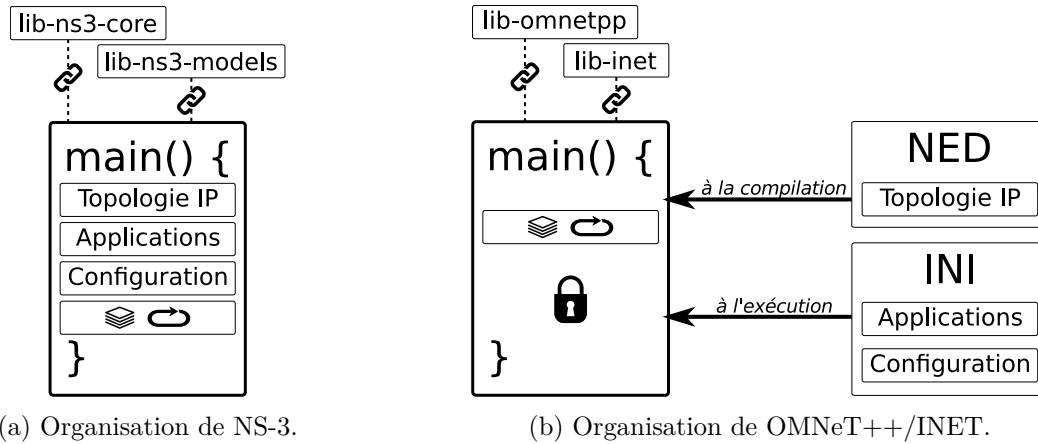 lib-ns3-core
lib-ns3-models
main() {
Topologie IP
Applications
Configuration
}
(a) Organisation de NS-3.
lib-omnetpp
lib-inet
main() {
}
à la compilation
à l'exécution
NED
Topologie IP
INI
Applications
Configuration
(b) Organisation de OMNeT++/INET.